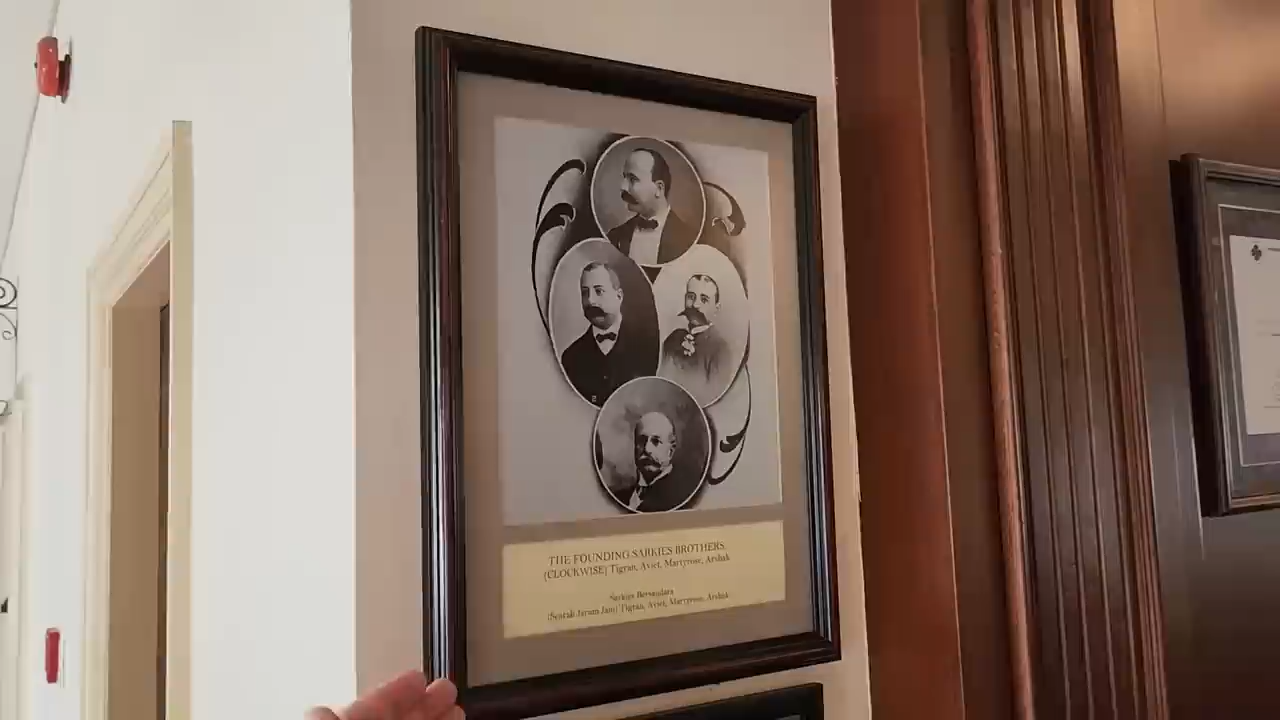 THE FOUNDING SARKIES BROTHERS.
(CLOCKWISE) Tigran, Aviet, Martyrose, Arshak
Sarkies Bersaudara
(Searah Jarum Jam) Tigran, Aviet, Martyrose, Arshak